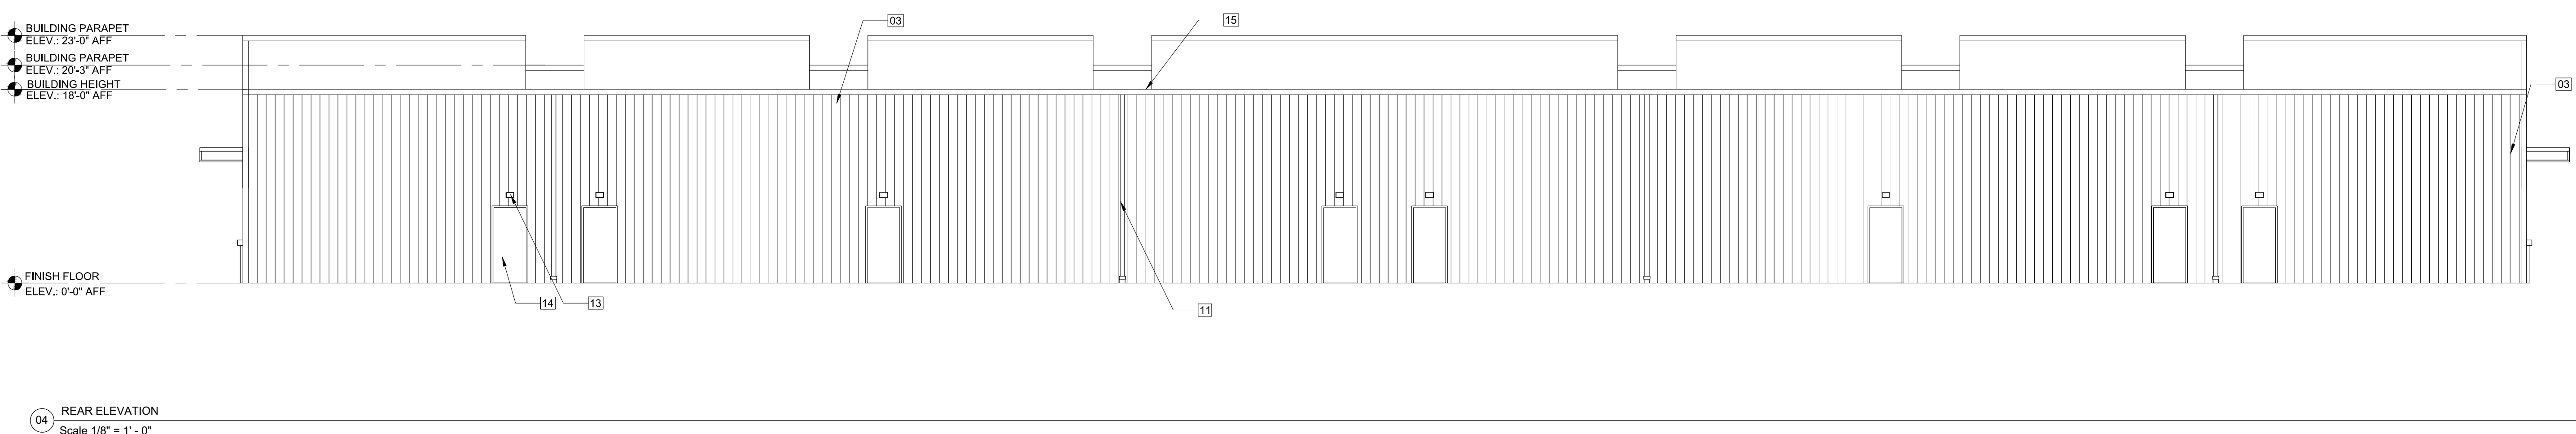 BUILDING PARAPET
ELEV.: 23'-0" AFF
BUILDING PARAPET
ELEV.: 20'-3" AFF
BUILDING HEIGHT
ELEV.: 18'-0" AFF
03
15
03
FINISH FLOOR
ELEV.: 0'-0" AFF
14
13
11
04
REAR ELEVATION
Scale 1/8" = 1' - 0"